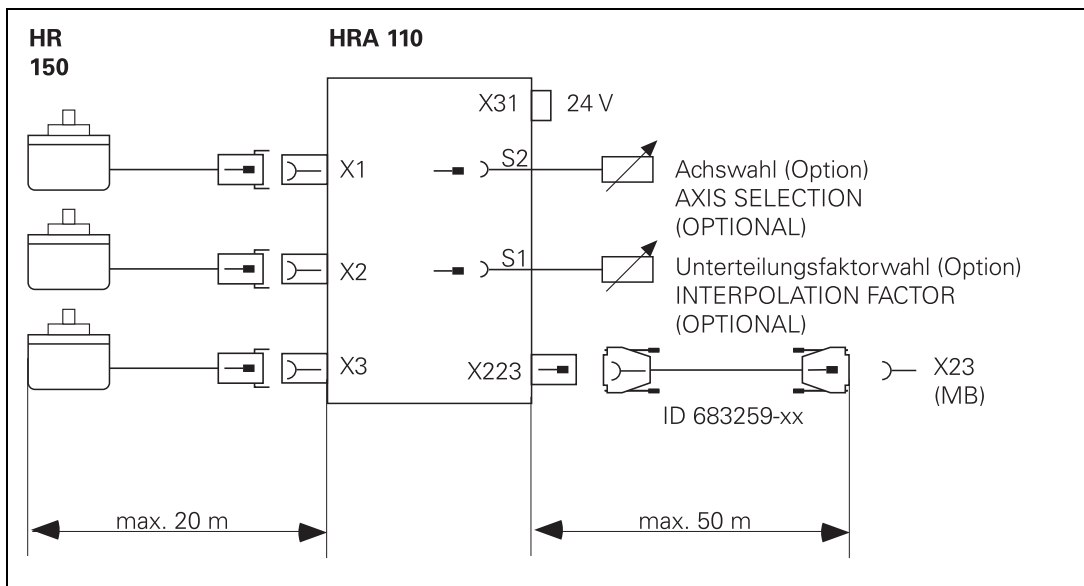 HR
150
HRA 110
X31
24 V
X1
S2
Achswahl (Option)
AXIS SELECTION
(OPTIONAL)
X2
S1
Unterteilungsfaktorwahl (Option)
INTERPOLATION FACTOR
(OPTIONAL)
X3
X223
X23
(MB)
ID 683259-xx
max. 20 m
max. 50 m